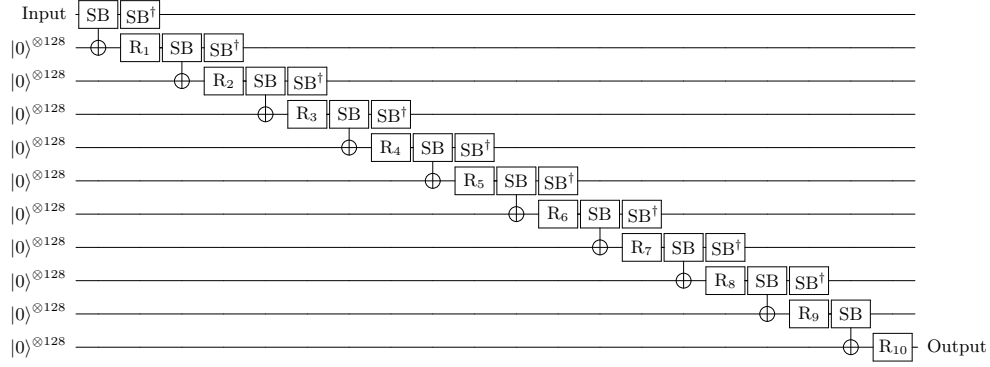 Input SB SB†
|0⟩⊗128 R₁ SB SB†
|0⟩⊗128 R₂ SB SB†
|0⟩⊗128 R₃ SB SB†
|0⟩⊗128 R₄ SB SB†
|0⟩⊗128 R₅ SB SB†
|0⟩⊗128 R₆ SB SB†
|0⟩⊗128 R₇ SB SB†
|0⟩⊗128 R₈ SB SB†
|0⟩⊗128 R₉ SB
|0⟩⊗128 R₁₀ Output